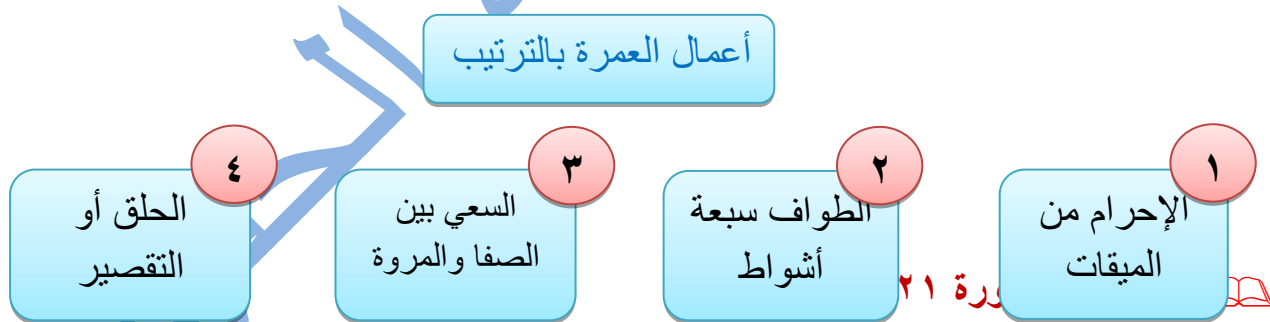 أعمال العمرة بالترتيب
١
الإحرام من
الميقات
٢
الطواف سبعة
أشواط
٣
السعي بين
الصفا والمروة
٤
الحلق أو
التقصير
٢١